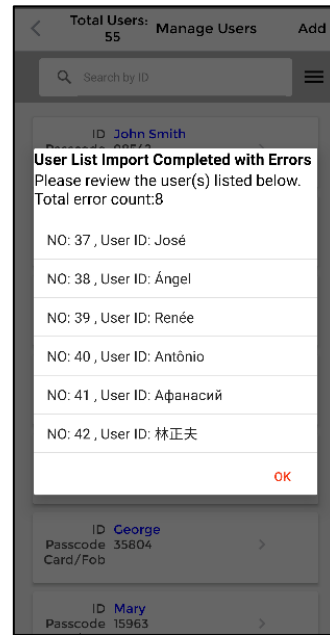 Total Users:
55
Manage Users
Add
Search by ID
ID John Smith
User List Import Completed with Errors
Please review the user(s) listed below.
Total error count:8
NO: 37 , User ID: José
NO: 38 , User ID: Ángel
NO: 39 , User ID: Renée
NO: 40 , User ID: Antônio
NO: 41 , User ID: Афанасий
NO: 42 , User ID: 林正夫
OK
ID George
Passcode 35804
Card/Fob
ID Mary
Passcode 15963